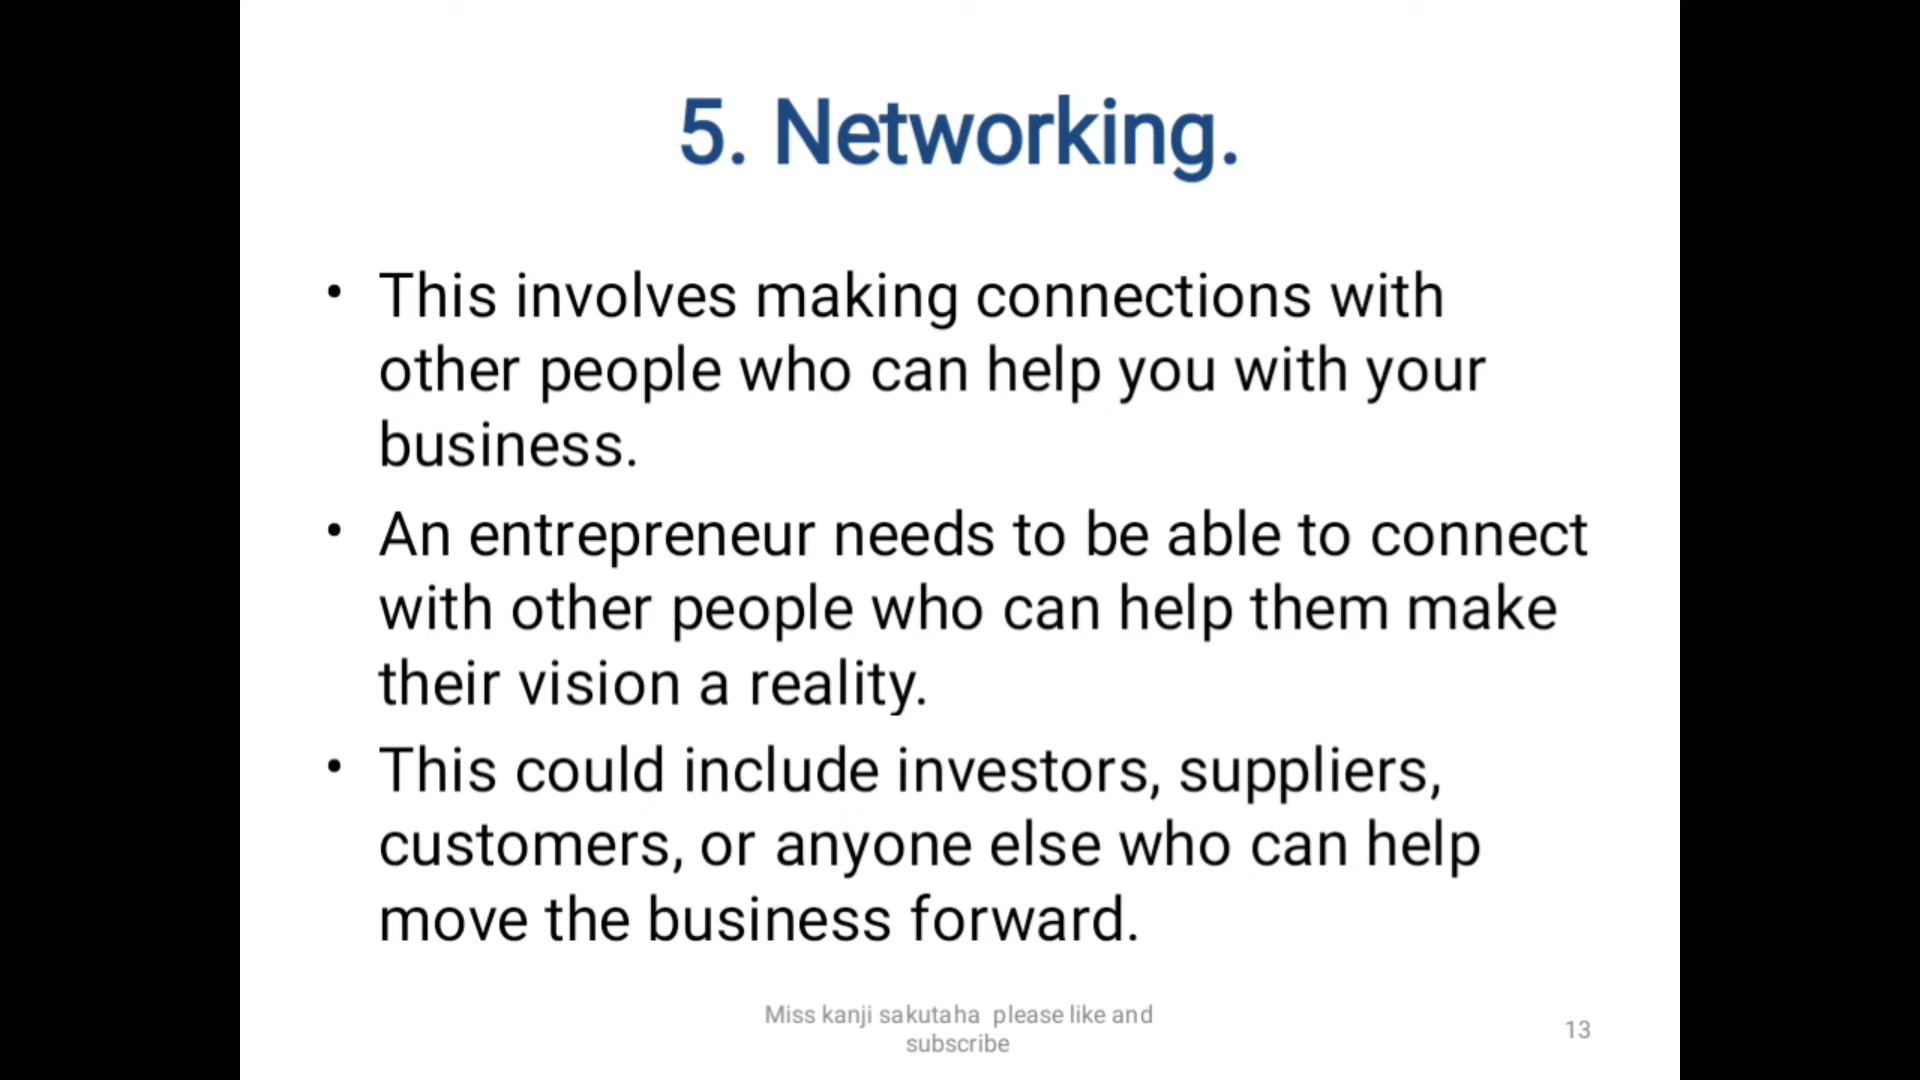 5. Networking.
• This involves making connections with
other people who can help you with your
business.
• An entrepreneur needs to be able to connect
with other people who can help them make
their vision a reality.
• This could include investors, suppliers,
customers, or anyone else who can help
move the business forward.
Miss kanji sakutaha please like and
subscribe
13